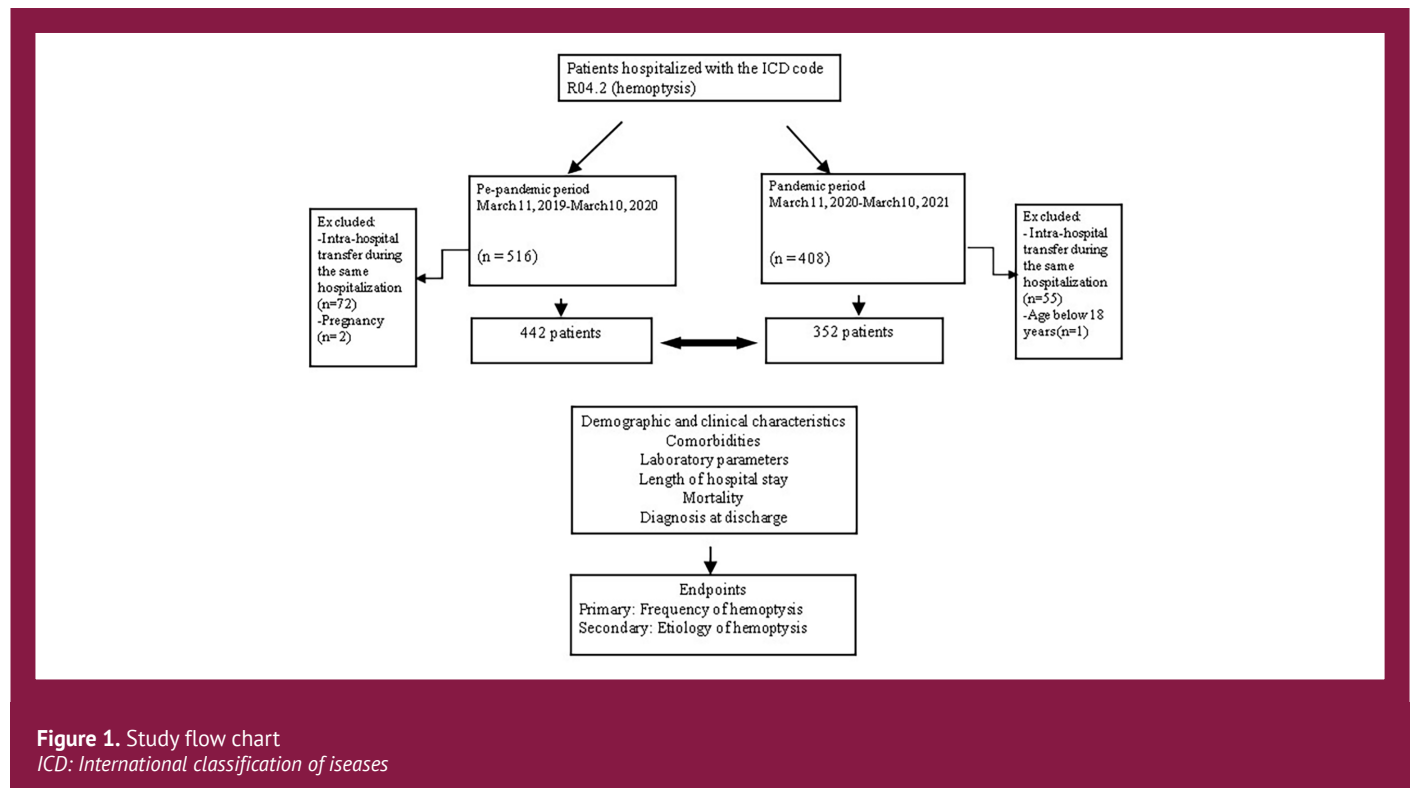 Patients hospitalized with the ICD code
R04.2 (hemoptysis)
Pe-pandemic period
March 11, 2019-March 10, 2020
(n = 516)
Pandemic period
March 11, 2020-March 10, 2021
(n = 408)
Excluded:
-Intra-hospital
transfer during
the same
hospitalization
(n=72)
-Pregnancy
(n=2)
Excluded:
- Intra-hospital
transfer during
the same
hospitalization
(n=55)
-Age below 18
years(n=1)
442 patients
352 patients
Demographic and clinical characteristics
Comorbidities
Laboratory parameters
Length of hospital stay
Mortality
Diagnosis at discharge
Endpoints
Primary: Frequency of hemoptysis
Secondary: Etiology of hemoptysis
Figure 1. Study flow chart
ICD: International classification of iseases